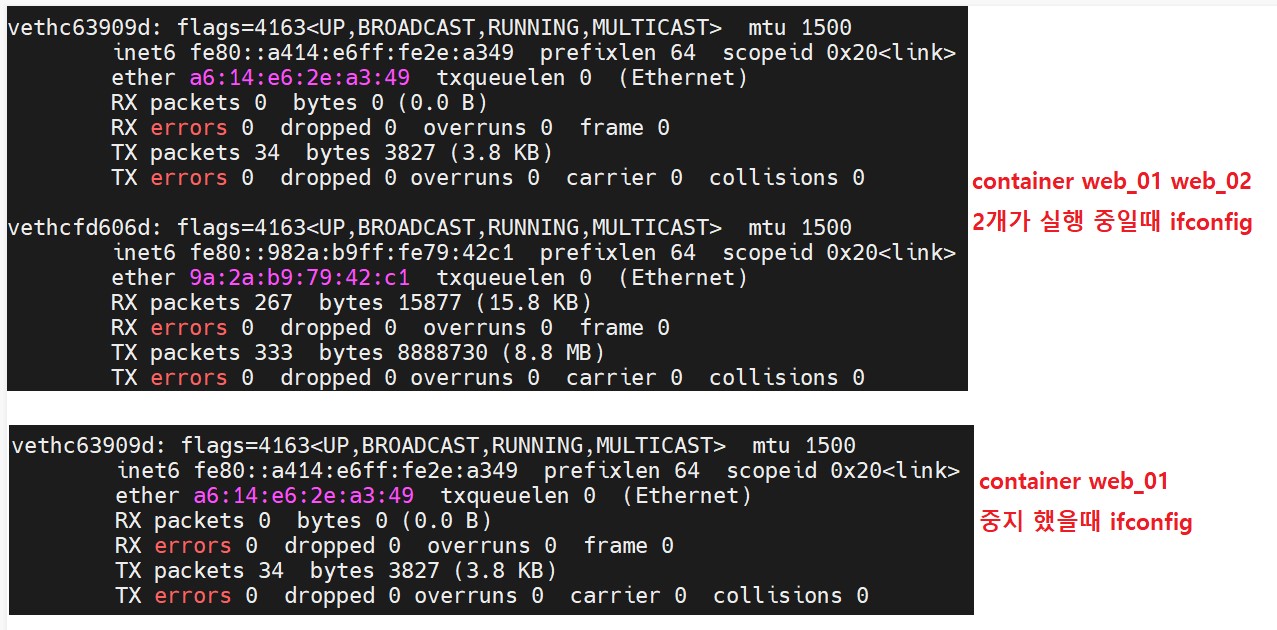 vethc63909d: flags=4163<UP,BROADCAST,RUNNING,MULTICAST>  mtu 1500
        inet6 fe80::a414:e6ff:fe2e:a349  prefixlen 64  scopeid 0x20<link>
        ether a6:14:e6:2e:a3:49  txqueuelen 0  (Ethernet)
        RX packets 0  bytes 0 (0.0 B)
        RX errors 0  dropped 0  overruns 0  frame 0
        TX packets 34  bytes 3827 (3.8 KB)
        TX errors 0  dropped 0 overruns 0  carrier 0  collisions 0
vethcfd606d: flags=4163<UP,BROADCAST,RUNNING,MULTICAST>  mtu 1500
        inet6 fe80::982a:b9ff:fe79:42c1  prefixlen 64  scopeid 0x20<link>
        ether 9a:2a:b9:79:42:c1  txqueuelen 0  (Ethernet)
        RX packets 267  bytes 15877 (15.8 KB)
        RX errors 0  dropped 0  overruns 0  frame 0
        TX packets 333  bytes 8888730 (8.8 MB)
        TX errors 0  dropped 0 overruns 0  carrier 0  collisions 0
container web_01 web_02
2개가 실행 중일때 ifconfig
vethc63909d: flags=4163<UP,BROADCAST,RUNNING,MULTICAST>  mtu 1500
        inet6 fe80::a414:e6ff:fe2e:a349  prefixlen 64  scopeid 0x20<link>
        ether a6:14:e6:2e:a3:49  txqueuelen 0  (Ethernet)
        RX packets 0  bytes 0 (0.0 B)
        RX errors 0  dropped 0  overruns 0  frame 0
        TX packets 34  bytes 3827 (3.8 KB)
        TX errors 0  dropped 0 overruns 0  carrier 0  collisions 0
container web_01
중지 했을때 ifconfig